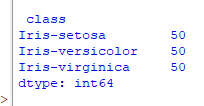 class
Iris-setosa 50
Iris-versicolor 50
Iris-virginica 50
dtype: int64
>